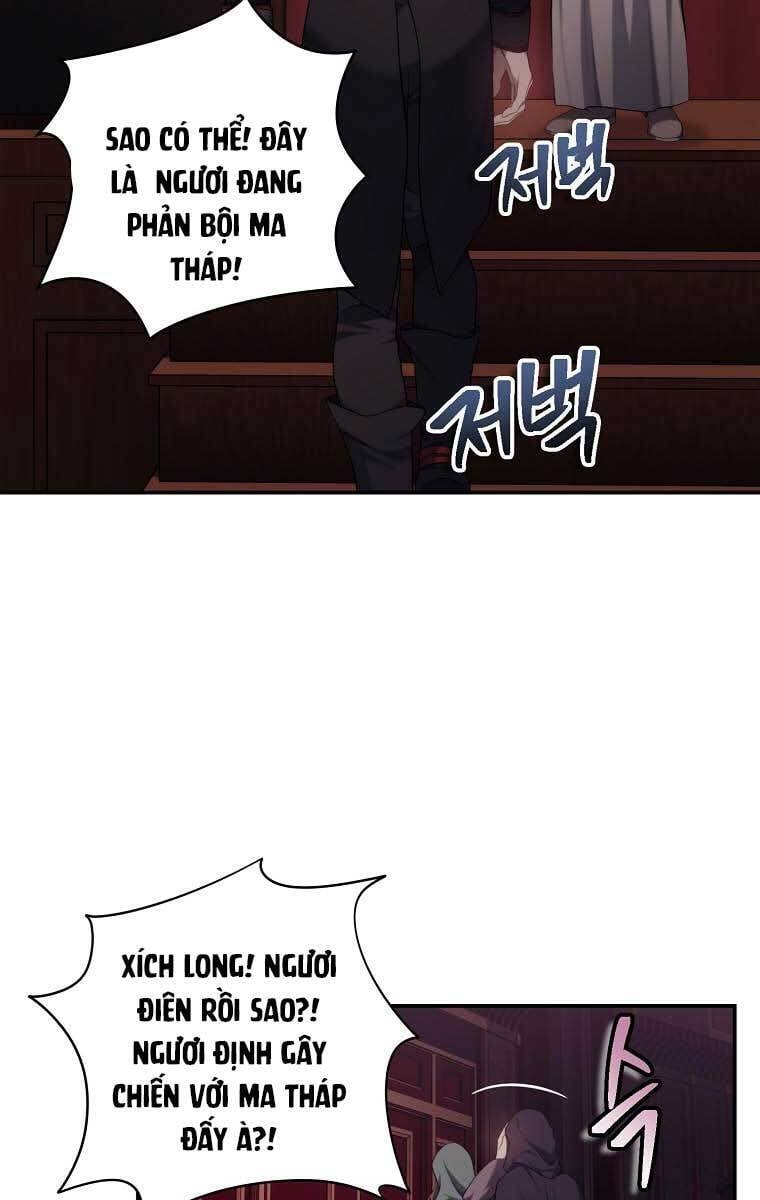 SAO CÓ THỂ! ĐÂY
LÀ NGƯƠI ĐANG
PHẢN BỘI MA
THÁP!
저벅
저벅
XÍCH LONG! NGƯƠI
ĐIÊN RỒI SAO?!
NGƯƠI ĐỊNH GÂY
CHIẾN VỚI MA THÁP
ĐẤY À?!
스스